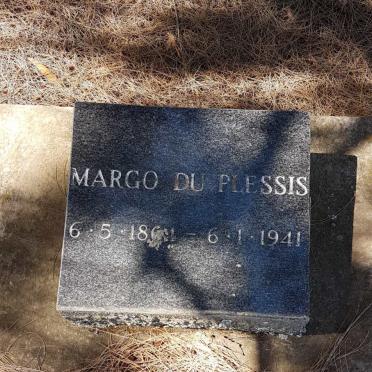 MARGO DU PLESSIS
- 6·1·1941